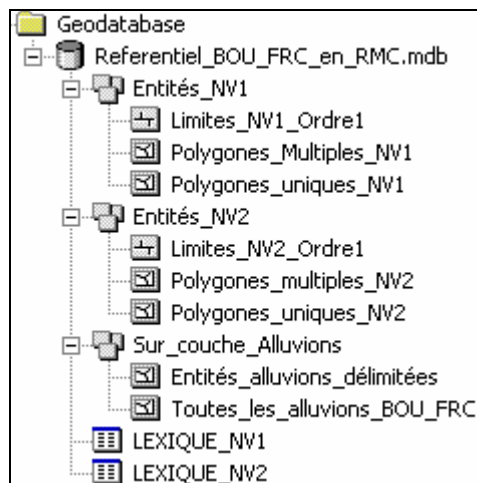 Geodatabase
Referentiel_BOU_FRC_en_RMC.mdb
Entités_NV1
Limites_NV1_Ordre1
Polygones_Multiples_NV1
Polygones_uniques_NV1
Entités_NV2
Limites_NV2_Ordre1
Polygones_multiples_NV2
Polygones_uniques_NV2
Sur_couche_Alluvions
Entités_alluvions_délimitées
Toutes_les_alluvions_BOU_FRC
LEXIQUE_NV1
LEXIQUE_NV2